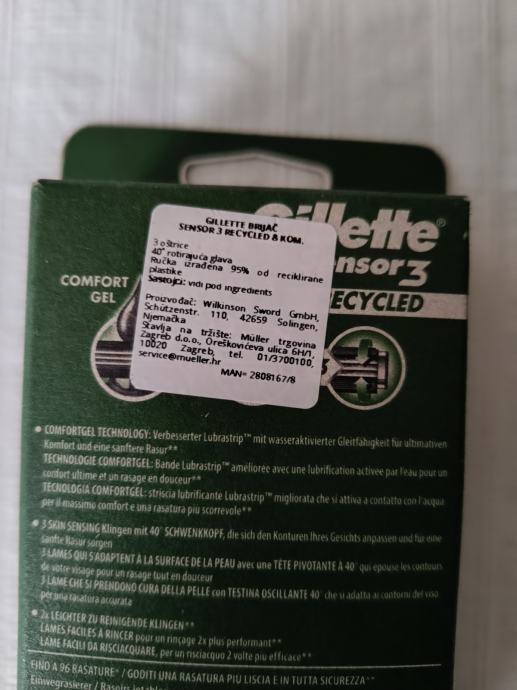 Gillette®
ensor3
ECYCLED
COMFORT
GEL
GILLETTE BRIJAČ
SENSOR 3 RECYCLED 8 KOM.
3 oštrice
40° rotirajuća glava
Ručka izrađena 95% od reciklirane
plastike
Sastojci: vidi pod ingredients
Proizvođač: Wilkinson Sword GmbH,
Schützenstr. 110, 42659 Solingen,
Njemačka
Stavlja na tržište: Müller trgovina
Zagreb d.o.o., Oreškovićeva ulica 6H/1,
10020 Zagreb, tel. 01/3700100,
service@mueller.hr
MAN= 2808167/8
• COMFORTGEL TECHNOLOGY: Verbesserter Lubrastrip™ mit wasseraktivierter Gleitfähigkeit für ultimativen
Komfort und eine sanftere Rasur**
TECHNOLOGIE COMFORTGEL: Bande Lubrastrip™ améliorée avec une lubrification activée par l'eau pour un
confort ultime et un rasage en douceur**
TECNOLOGIA COMFORTGEL: striscia lubrificante Lubrastrip™ migliorata che si attiva a contatto con l'acqua
per il massimo comfort e una rasatura più scorrevole**
• 3 SKIN SENSING Klingen mit 40° SCHWENKKOPF, die sich den Konturen Ihres Gesichts anpassen und für eine
sanfte Rasur sorgen
3 LAMES QUI S'ADAPTENT À LA SURFACE DE LA PEAU avec une TÊTE PIVOTANTE À 40° qui épouse les contours
de votre visage pour un rasage tout en douceur
3 LAME CHE SI PRENDONO CURA DELLA PELLE con TESTINA OSCILLANTE 40° che si adatta ai contorni del viso
per una rasatura accurata
• 2x LEICHTER ZU REINIGENDE KLINGEN**
LAMES FACILES À RINCER pour un rinçage 2x plus performant**
LAME FACILI DA RISCIACQUARE, per un risciacquo 2 volte più efficace**
FINO A 96 RASATURE* / GODITI UNA RASATURA PIÙ LISCIA E IN TUTTA SICUREZZA^^
Einwegrasierer / Rasoirs